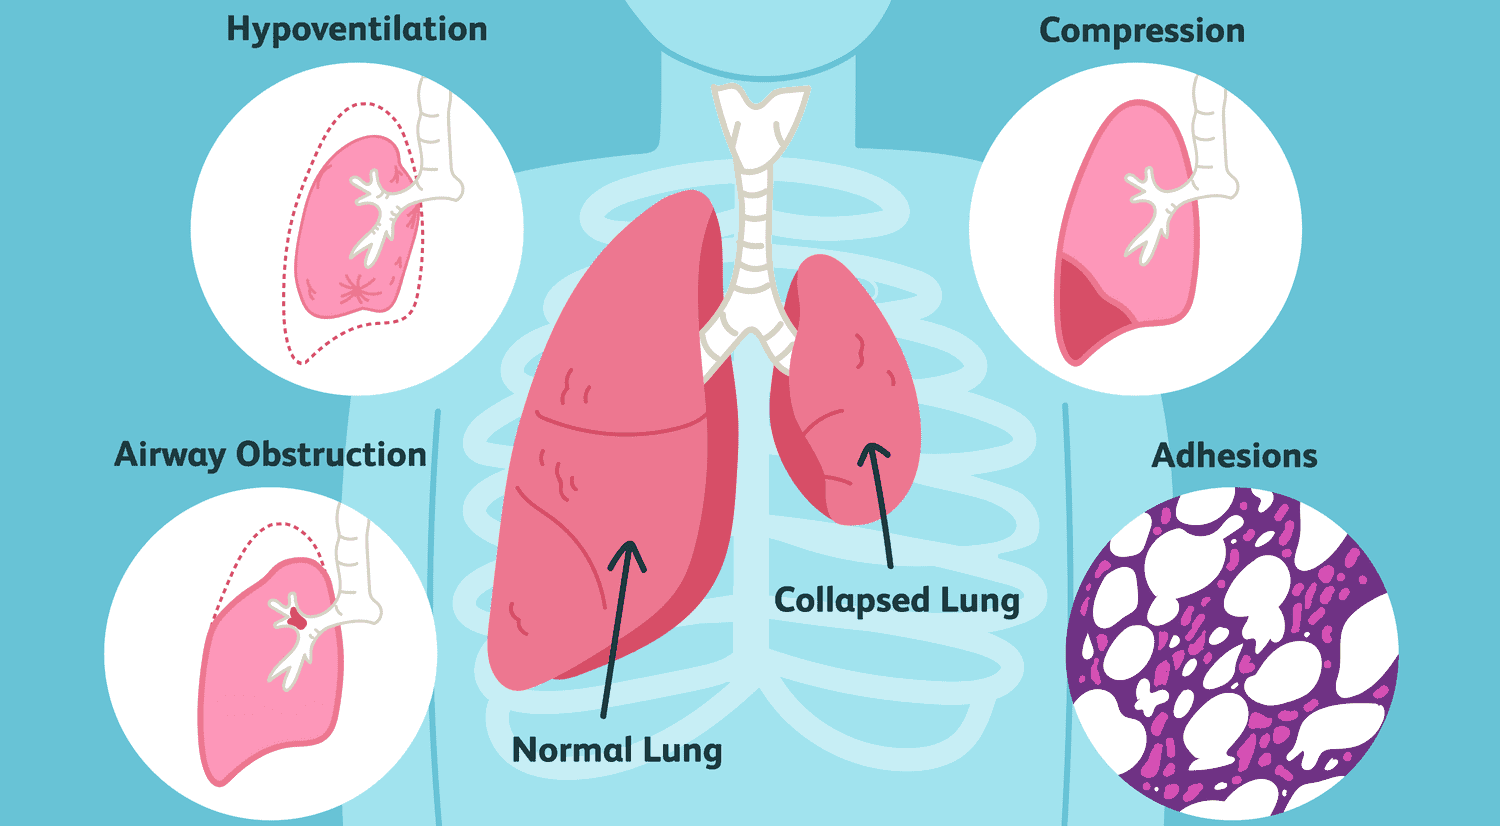 Hypoventilation
Compression
Airway Obstruction
Adhesions
Collapsed Lung
Normal Lung